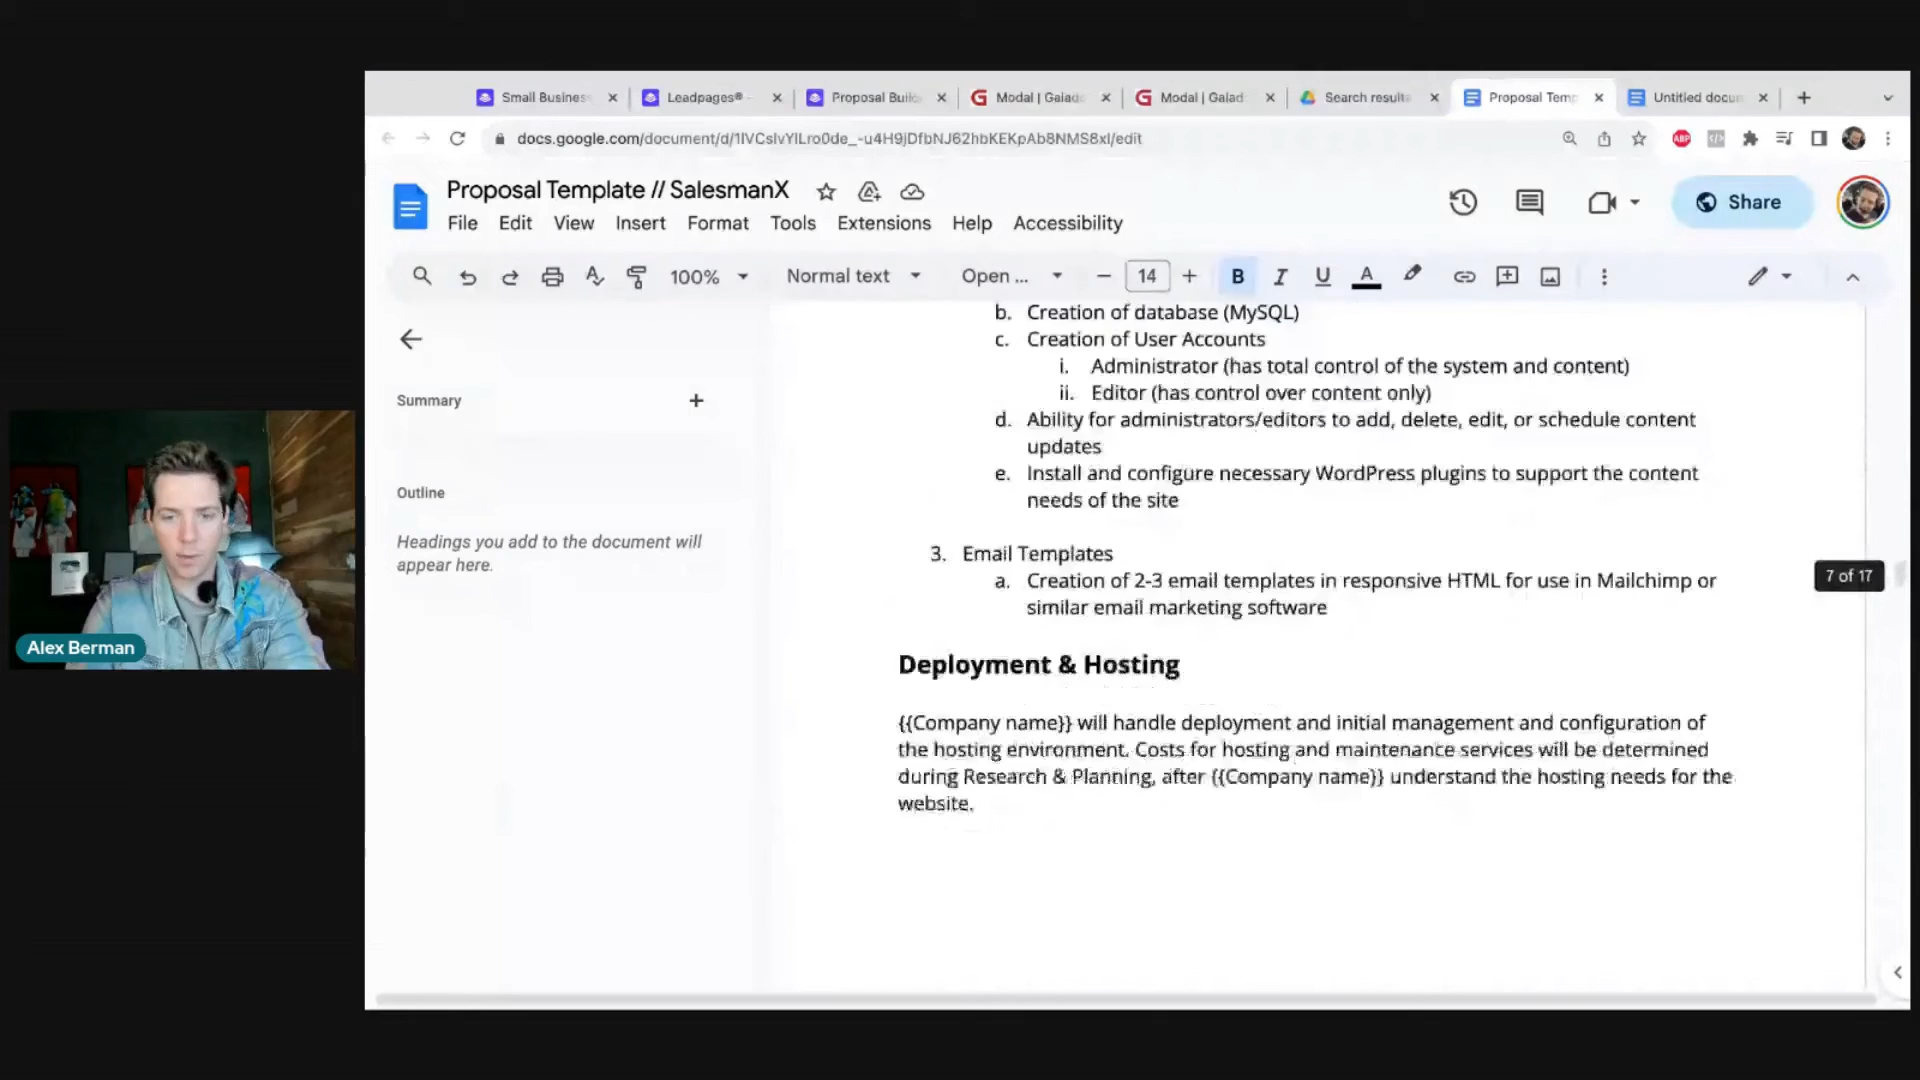 Small Business
Leadpages® -
Proposal Builde
Modal | Galado
Modal | Galad
Search results
Proposal Temp
Untitled docum
docs.google.com/document/d/1lVCslvYlLro0de_-u4H9jDfbNJ62hbKEKpAb8NMS8xI/edit
ABP
Proposal Template // SalesmanX
File Edit View Insert Format Tools Extensions Help Accessibility
Share
100% Normal text Open ... 14 B I U A
b. Creation of database (MySQL)
c. Creation of User Accounts
i. Administrator (has total control of the system and content)
ii. Editor (has control over content only)
d. Ability for administrators/editors to add, delete, edit, or schedule content
updates
e. Install and configure necessary WordPress plugins to support the content
needs of the site
3. Email Templates
a. Creation of 2-3 email templates in responsive HTML for use in Mailchimp or
similar email marketing software
Deployment & Hosting
{{Company name}} will handle deployment and initial management and configuration of
the hosting environment. Costs for hosting and maintenance services will be determined
during Research & Planning, after {{Company name}} understand the hosting needs for the
website.
Summary
Outline
Headings you add to the document will
appear here.
7 of 17
Alex Berman